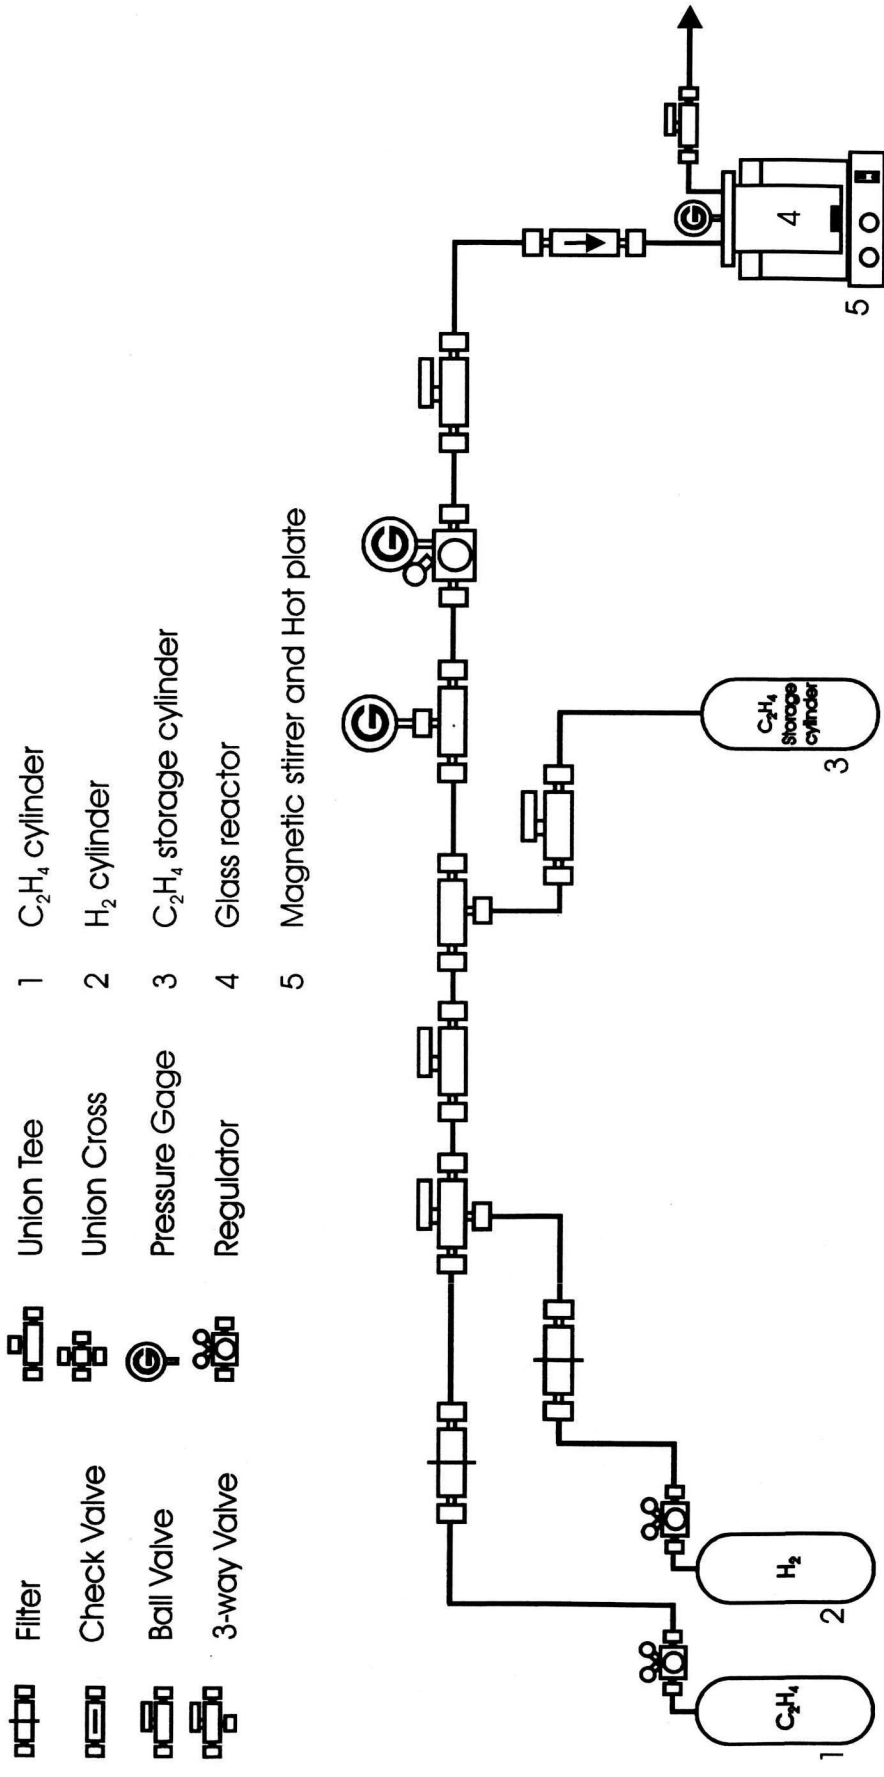 Filter
Check Valve
Ball Valve
3-way Valve
Union Tee
Union Cross
Pressure Gage
Regulator
1 C₂H₄ cylinder
2 H₂ cylinder
3 C₂H₄ storage cylinder
4 Glass reactor
5 Magnetic stirrer and Hot plate
G
G
G
G
C₂H₄
1
H₂
2
C₂H₄
Storage
cylinder
3
4
5